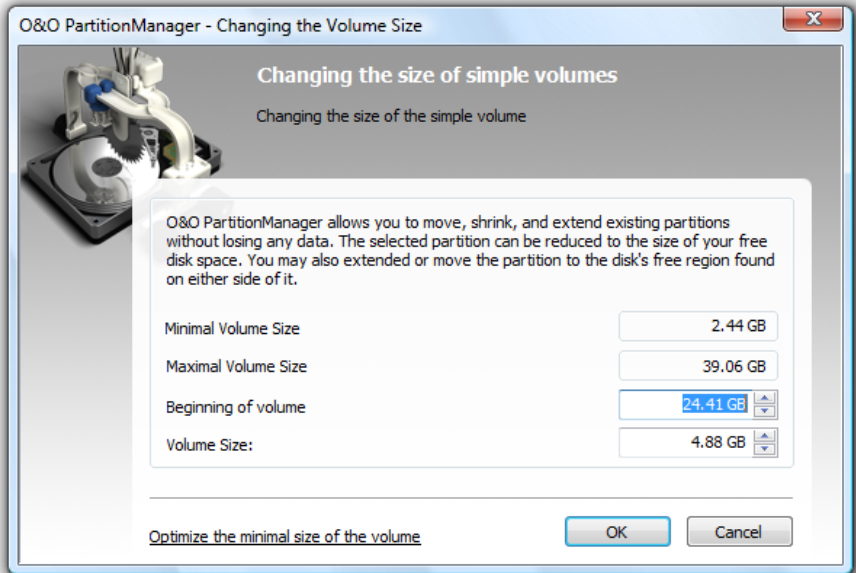 O&O PartitionManager - Changing the Volume Size
Changing the size of simple volumes
Changing the size of the simple volume
O&O PartitionManager allows you to move, shrink, and extend existing partitions
without losing any data. The selected partition can be reduced to the size of your free
disk space. You may also extended or move the partition to the disk's free region found
on either side of it.
Minimal Volume Size 2.44 GB
Maximal Volume Size 39.06 GB
Beginning of volume 24.41 GB
Volume Size: 4.88 GB
Optimize the minimal size of the volume OK Cancel